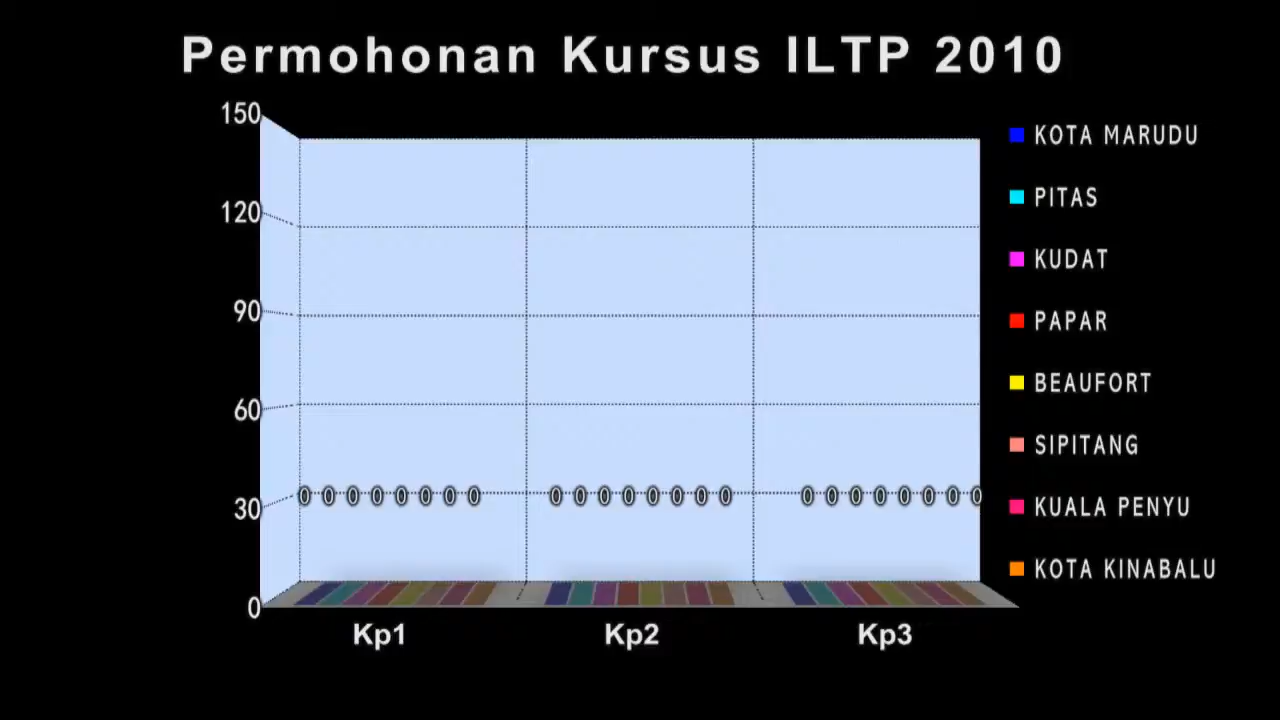 Permohonan Kursus ILTP 2010
150
120
90
60
30
0
0 0 0 0 0 0 0 0
0 0 0 0 0 0 0 0
0 0 0 0 0 0 0 0
Kp1
Kp2
Kp3
KOTA MARUDU
PITAS
KUDAT
PAPAR
BEAUFORT
SIPITANG
KUALA PENYU
KOTA KINABALU